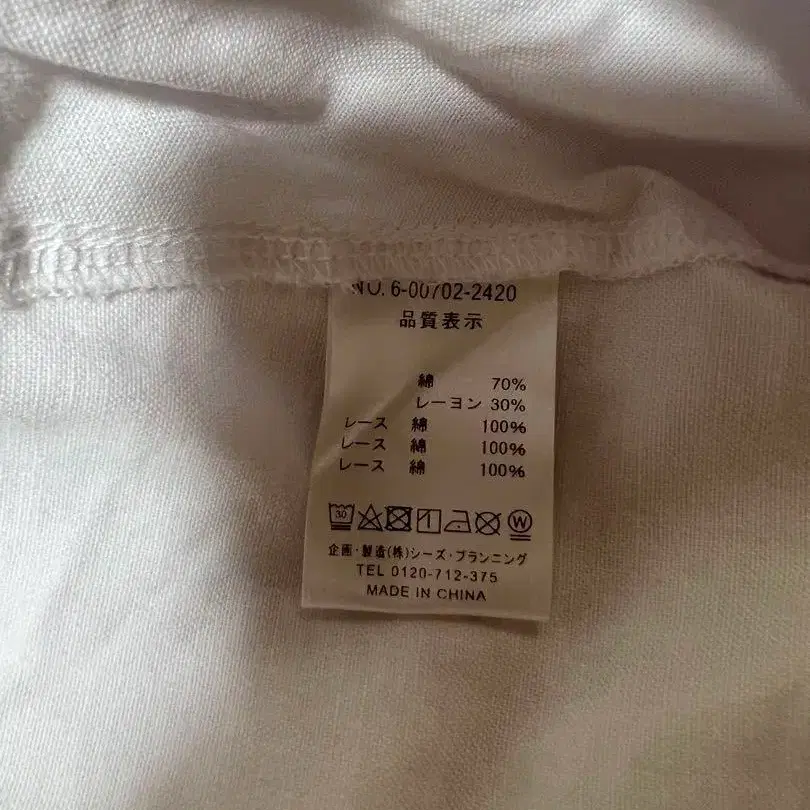 NO. 6-00702-2420
品質表示
綿 70%
レーヨン 30%
レース 綿 100%
レース 綿 100%
レース 綿 100%
30 W
企画・製造(株)シーズ・プランニング
TEL 0120-712-375
MADE IN CHINA